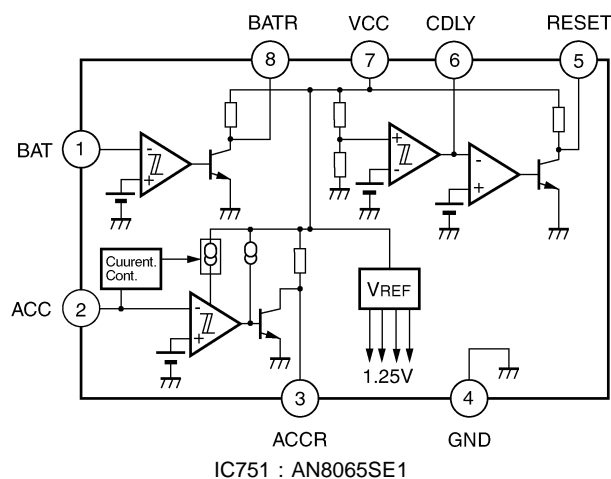 BATR VCC CDLY RESET
8 7 6 5
BAT 1
- + + - - +
Cuurent.
Cont.
ACC 2
- +
VREF
1.25V
3 4
ACCR GND
IC751 : AN8065SE1